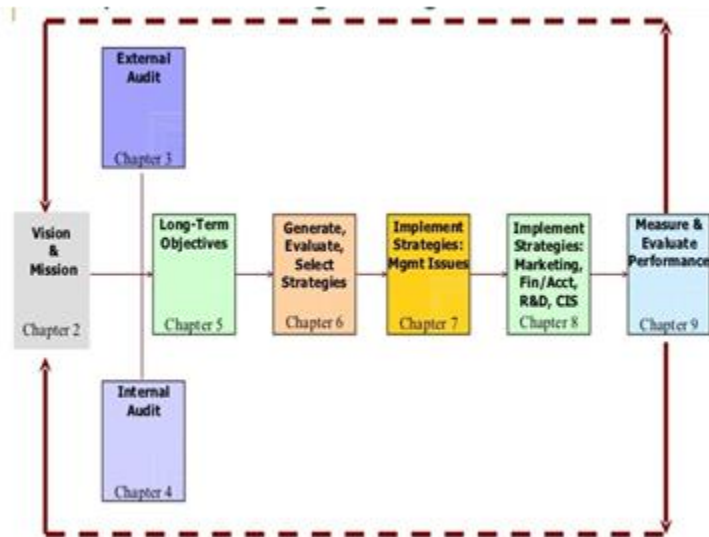 External
Audit
Chapter 3
Vision
&
Mission
Chapter 2
Long-Term
Objectives
Chapter 5
Generate,
Evaluate,
Select
Strategies
Chapter 6
Implement
Strategies:
Mgmt Issues
Chapter 7
Implement
Strategies:
Marketing,
Fin/Acct,
R&D, CIS
Chapter 8
Measure &
Evaluate
Performance
Chapter 9
Internal
Audit
Chapter 4